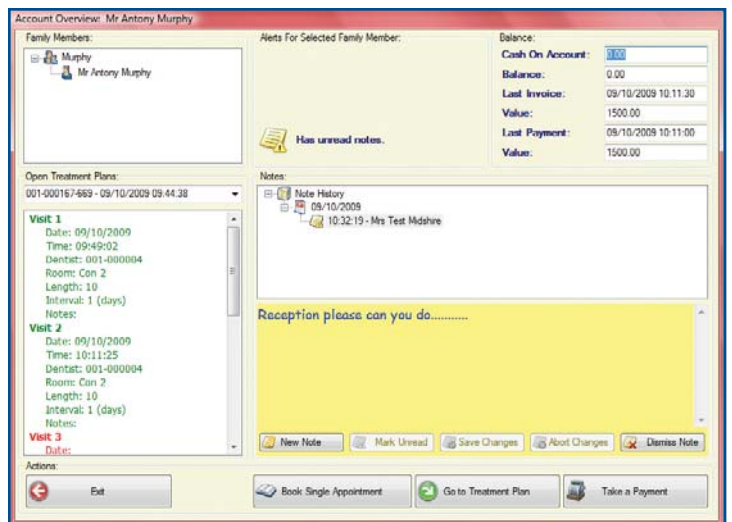 Account Overview: Mr Antony Murphy
Family Members:
Murphy
Mr Antony Murphy
Alerts For Selected Family Member:
Has unread notes.
Balance:
Cash On Account: 0.00
Balance: 0.00
Last Invoice: 09/10/2009 10:11:30
Value: 1500.00
Last Payment: 09/10/2009 10:11:00
Value: 1500.00
Open Treatment Plans:
001-000167-669 - 09/10/2009 09:44:38
Visit 1
Date: 09/10/2009
Time: 09:49:02
Dentist: 001-000004
Room: Con 2
Length: 10
Interval: 1 (days)
Notes:
Visit 2
Date: 09/10/2009
Time: 10:11:25
Dentist: 001-000004
Room: Con 2
Length: 10
Interval: 1 (days)
Notes:
Visit 3
Date:
Notes:
Note History
09/10/2009
10:32:19 - Mrs Test Midshire
Reception please can you do...........
New Note
Mark Unread
Save Changes
Abort Changes
Dismiss Note
Actions:
Exit
Book Single Appointment
Go to Treatment Plan
Take a Payment